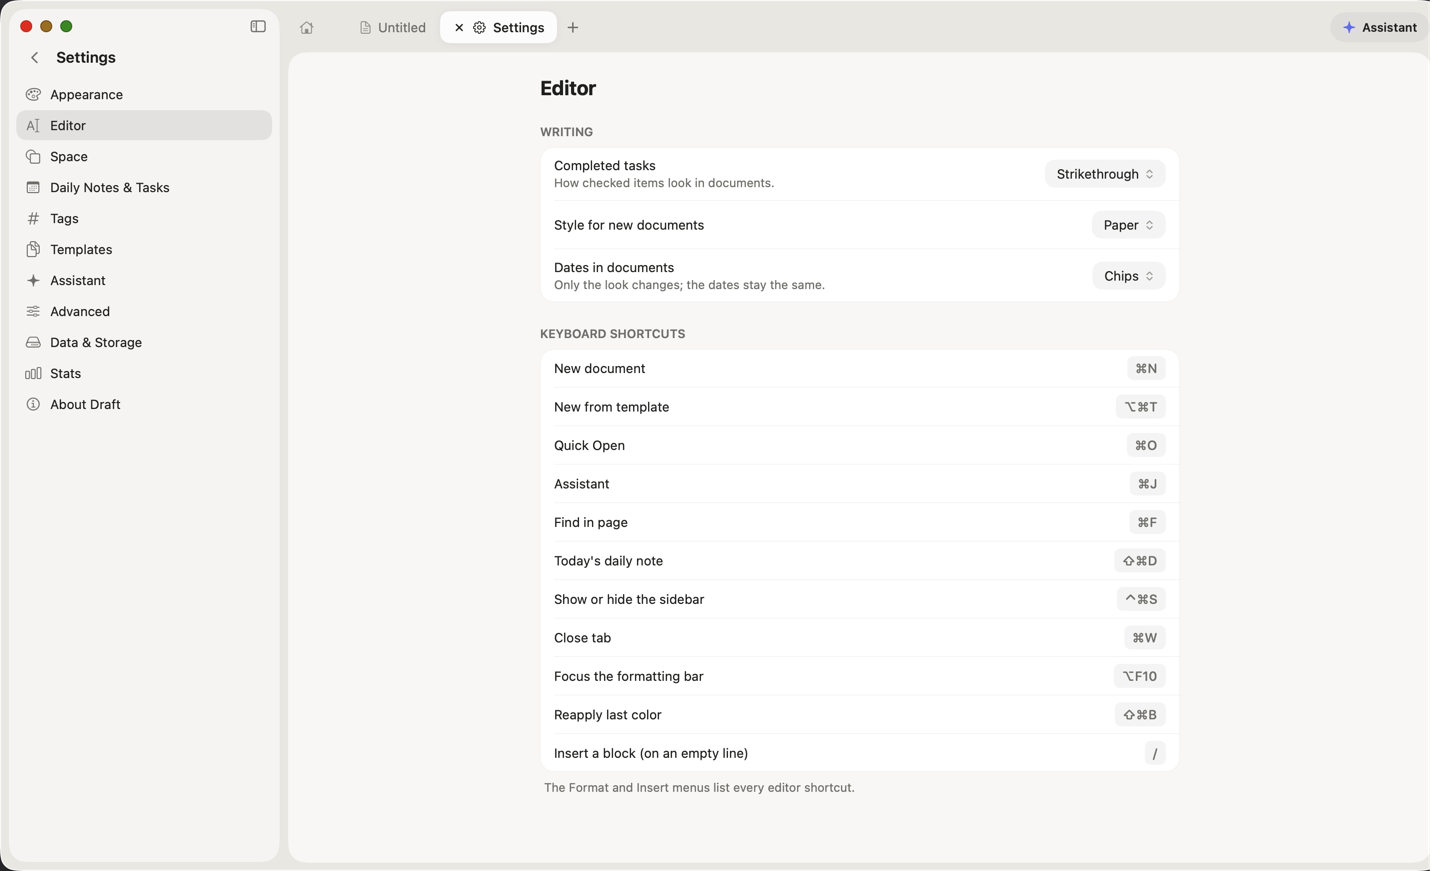 Settings
Appearance
Editor
Space
Daily Notes & Tasks
Tags
Templates
Assistant
Advanced
Data & Storage
Stats
About Draft
Untitled
Settings
Assistant
Editor
WRITING
Completed tasks
How checked items look in documents.
Strikethrough
Style for new documents
Paper
Dates in documents
Only the look changes; the dates stay the same.
Chips
KEYBOARD SHORTCUTS
New document ⌘N
New from template ⌥⌘T
Quick Open ⌘O
Assistant ⌘J
Find in page ⌘F
Today's daily note ⇧⌘D
Show or hide the sidebar ^⌘S
Close tab ⌘W
Focus the formatting bar ⌥F10
Reapply last color ⇧⌘B
Insert a block (on an empty line) /
The Format and Insert menus list every editor shortcut.